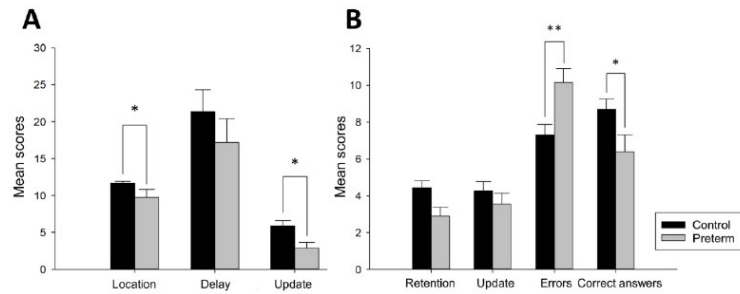 A
B
Mean scores
30
25
20
15
10
5
0
*
*
Location Delay Update
Mean scores
12
10
8
6
4
2
0
**
*
Retention Update Errors Correct answers
Control
Preterm